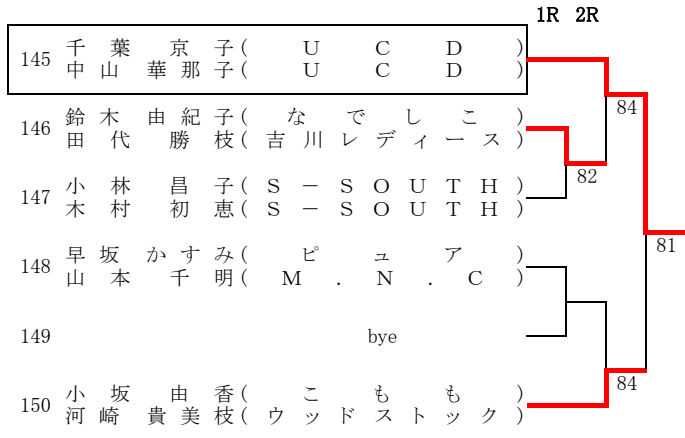 1R 2R
145 千葉 京子(UCD)
中山 華那子(UCD)
84
146 鈴木 由紀子(なでしこ)
田代 勝枝(吉川レディース)
82
147 小林 昌子(S－SOUTH)
木村 初恵(S－SOUTH)
81
148 早坂 かすみ(ピュア)
山本 千明(M.N.C)
149 bye
84
150 小坂 由香(こもも)
河崎 貴美枝(ウッドストック)